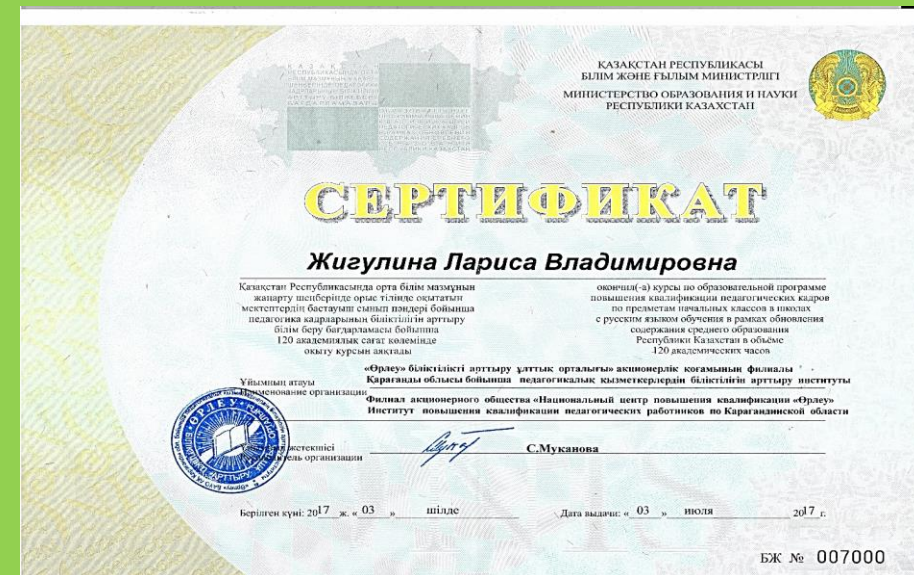 ҚАЗАҚСТАН РЕСПУБЛИКАСЫ
БІЛІМ ЖӘНЕ ҒЫЛЫМ МИНИСТРЛІГІ
МИНИСТЕРСТВО ОБРАЗОВАНИЯ И НАУКИ
РЕСПУБЛИКИ КАЗАХСТАН
СЕРТИФИКАТ
Жигулина Лариса Владимировна
Қазақстан Республикасында орта білім мазмұнын
жаңарту шеңберінде орыс тілінде оқытатын
мектептердің бастауыш сынып пәндері бойынша
педагогика кадрларының біліктілігін арттыру
білім беру бағдарламасы бойынша
120 академиялық сағат көлемінде
оқыту курсын аяқтады
окончил(-а) курсы по образовательной программе
повышения квалификации педагогических кадров
по предметам начальных классов в школах
с русским языком обучения в рамках обновления
содержания среднего образования
Республики Казахстан в объёме
120 академических часов
Ұйымның атауы
Наименование организации
«Өрлеу» біліктілікті арттыру ұлттық орталығы» акционерлік қоғамының филиалы
Қарағанды облысы бойынша педагогикалық қызметкерлердің біліктілігін арттыру институты
Филиал акционерного общества «Национальный центр повышения квалификации «Өрлеу»
Институт повышения квалификации педагогических работников по Карагандинской области
ӨРЛЕУ
жетекшісі
организации
С.Муканова
Берілген күні: 2017 ж. « 03 » шілде
Дата выдачи: « 03 » июля 2017 г.
БЖ № 007000